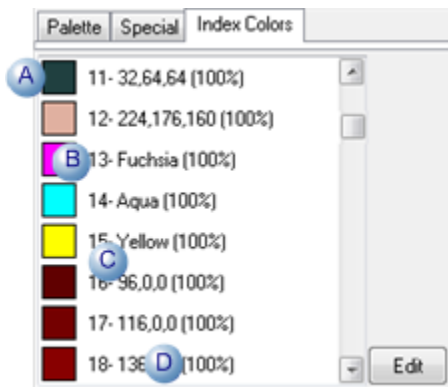 Palette Special Index Colors
A 11- 32,64,64 (100%)
12- 224,176,160 (100%)
B 13- Fuchsia (100%)
14- Aqua (100%)
15- Yellow (100%)
C
16- 96,0,0 (100%)
17- 116,0,0 (100%)
18- 136 D (100%)
Edit